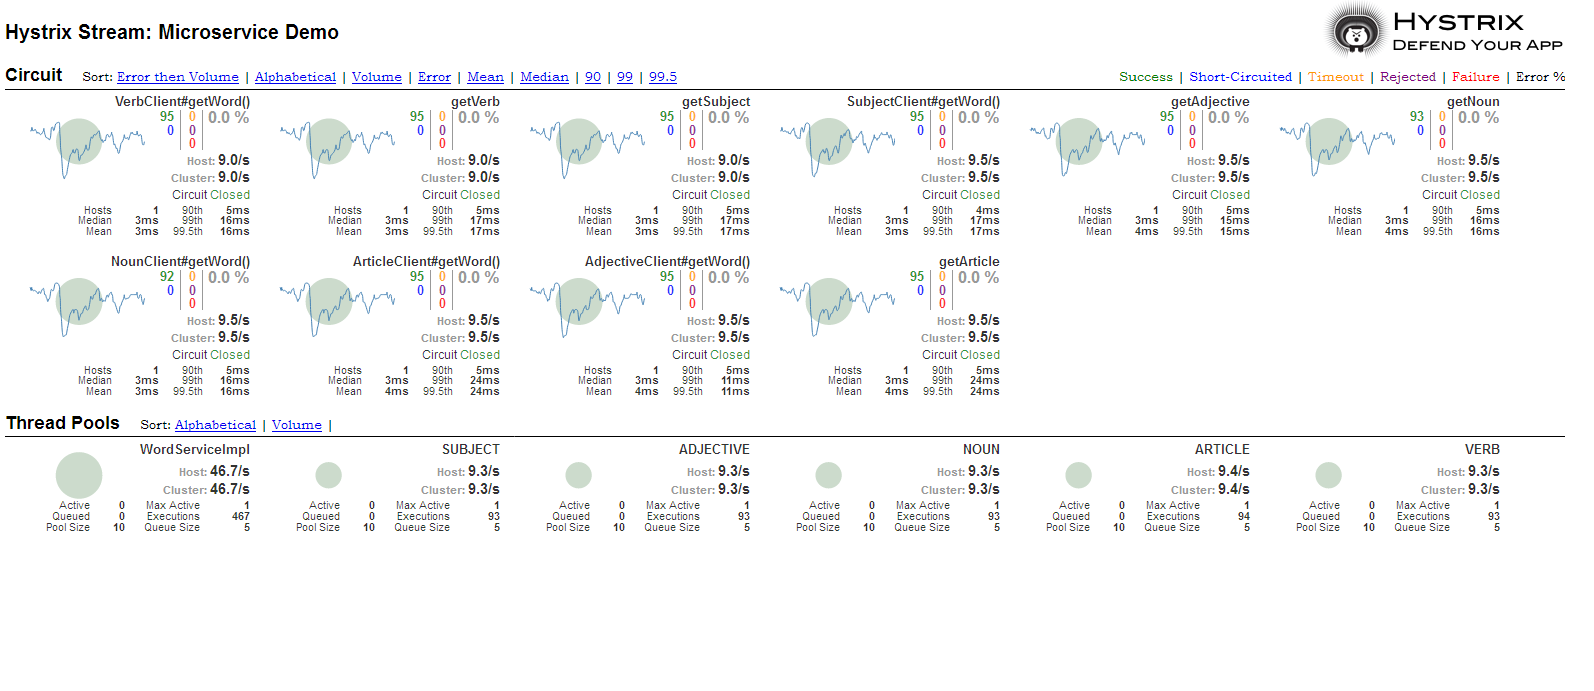 Hystrix Stream: Microservice Demo
HYSTRIX
DEFEND YOUR APP
Circuit Sort: Error then Volume | Alphabetical | Volume | Error | Mean | Median | 90 | 99 | 99.5
Success | Short-Circuited | Timeout | Rejected | Failure | Error %
VerbClient#getWord()
95 0 0.0 %
0 0
0
Host: 9.0/s
Cluster: 9.0/s
Circuit Closed
Hosts 1 90th 5ms
Median 3ms 99th 16ms
Mean 3ms 99.5th 16ms
getVerb
95 0 0.0 %
0 0
0
Host: 9.0/s
Cluster: 9.0/s
Circuit Closed
Hosts 1 90th 5ms
Median 3ms 99th 17ms
Mean 3ms 99.5th 17ms
getSubject
95 0 0.0 %
0 0
0
Host: 9.0/s
Cluster: 9.0/s
Circuit Closed
Hosts 1 90th 5ms
Median 3ms 99th 17ms
Mean 3ms 99.5th 17ms
SubjectClient#getWord()
95 0 0.0 %
0 0
0
Host: 9.5/s
Cluster: 9.5/s
Circuit Closed
Hosts 1 90th 4ms
Median 3ms 99th 17ms
Mean 3ms 99.5th 17ms
getAdjective
95 0 0.0 %
0 0
0
Host: 9.5/s
Cluster: 9.5/s
Circuit Closed
Hosts 1 90th 5ms
Median 3ms 99th 15ms
Mean 4ms 99.5th 15ms
getNoun
93 0 0.0 %
0 0
0
Host: 9.5/s
Cluster: 9.5/s
Circuit Closed
Hosts 1 90th 5ms
Median 3ms 99th 16ms
Mean 4ms 99.5th 16ms
NounClient#getWord()
92 0 0.0 %
0 0
0
Host: 9.5/s
Cluster: 9.5/s
Circuit Closed
Hosts 1 90th 5ms
Median 3ms 99th 16ms
Mean 3ms 99.5th 16ms
ArticleClient#getWord()
95 0 0.0 %
0 0
0
Host: 9.5/s
Cluster: 9.5/s
Circuit Closed
Hosts 1 90th 5ms
Median 3ms 99th 24ms
Mean 4ms 99.5th 24ms
AdjectiveClient#getWord()
95 0 0.0 %
0 0
0
Host: 9.5/s
Cluster: 9.5/s
Circuit Closed
Hosts 1 90th 5ms
Median 3ms 99th 11ms
Mean 4ms 99.5th 11ms
getArticle
95 0 0.0 %
0 0
0
Host: 9.5/s
Cluster: 9.5/s
Circuit Closed
Hosts 1 90th 5ms
Median 3ms 99th 24ms
Mean 4ms 99.5th 24ms
Thread Pools Sort: Alphabetical | Volume |
WordServiceImpl
Host: 46.7/s
Cluster: 46.7/s
Active 0 Max Active 1
Queued 0 Executions 467
Pool Size 10 Queue Size 5
SUBJECT
Host: 9.3/s
Cluster: 9.3/s
Active 0 Max Active 1
Queued 0 Executions 93
Pool Size 10 Queue Size 5
ADJECTIVE
Host: 9.3/s
Cluster: 9.3/s
Active 0 Max Active 1
Queued 0 Executions 93
Pool Size 10 Queue Size 5
NOUN
Host: 9.3/s
Cluster: 9.3/s
Active 0 Max Active 1
Queued 0 Executions 93
Pool Size 10 Queue Size 5
ARTICLE
Host: 9.4/s
Cluster: 9.4/s
Active 0 Max Active 1
Queued 0 Executions 94
Pool Size 10 Queue Size 5
VERB
Host: 9.3/s
Cluster: 9.3/s
Active 0 Max Active 1
Queued 0 Executions 93
Pool Size 10 Queue Size 5